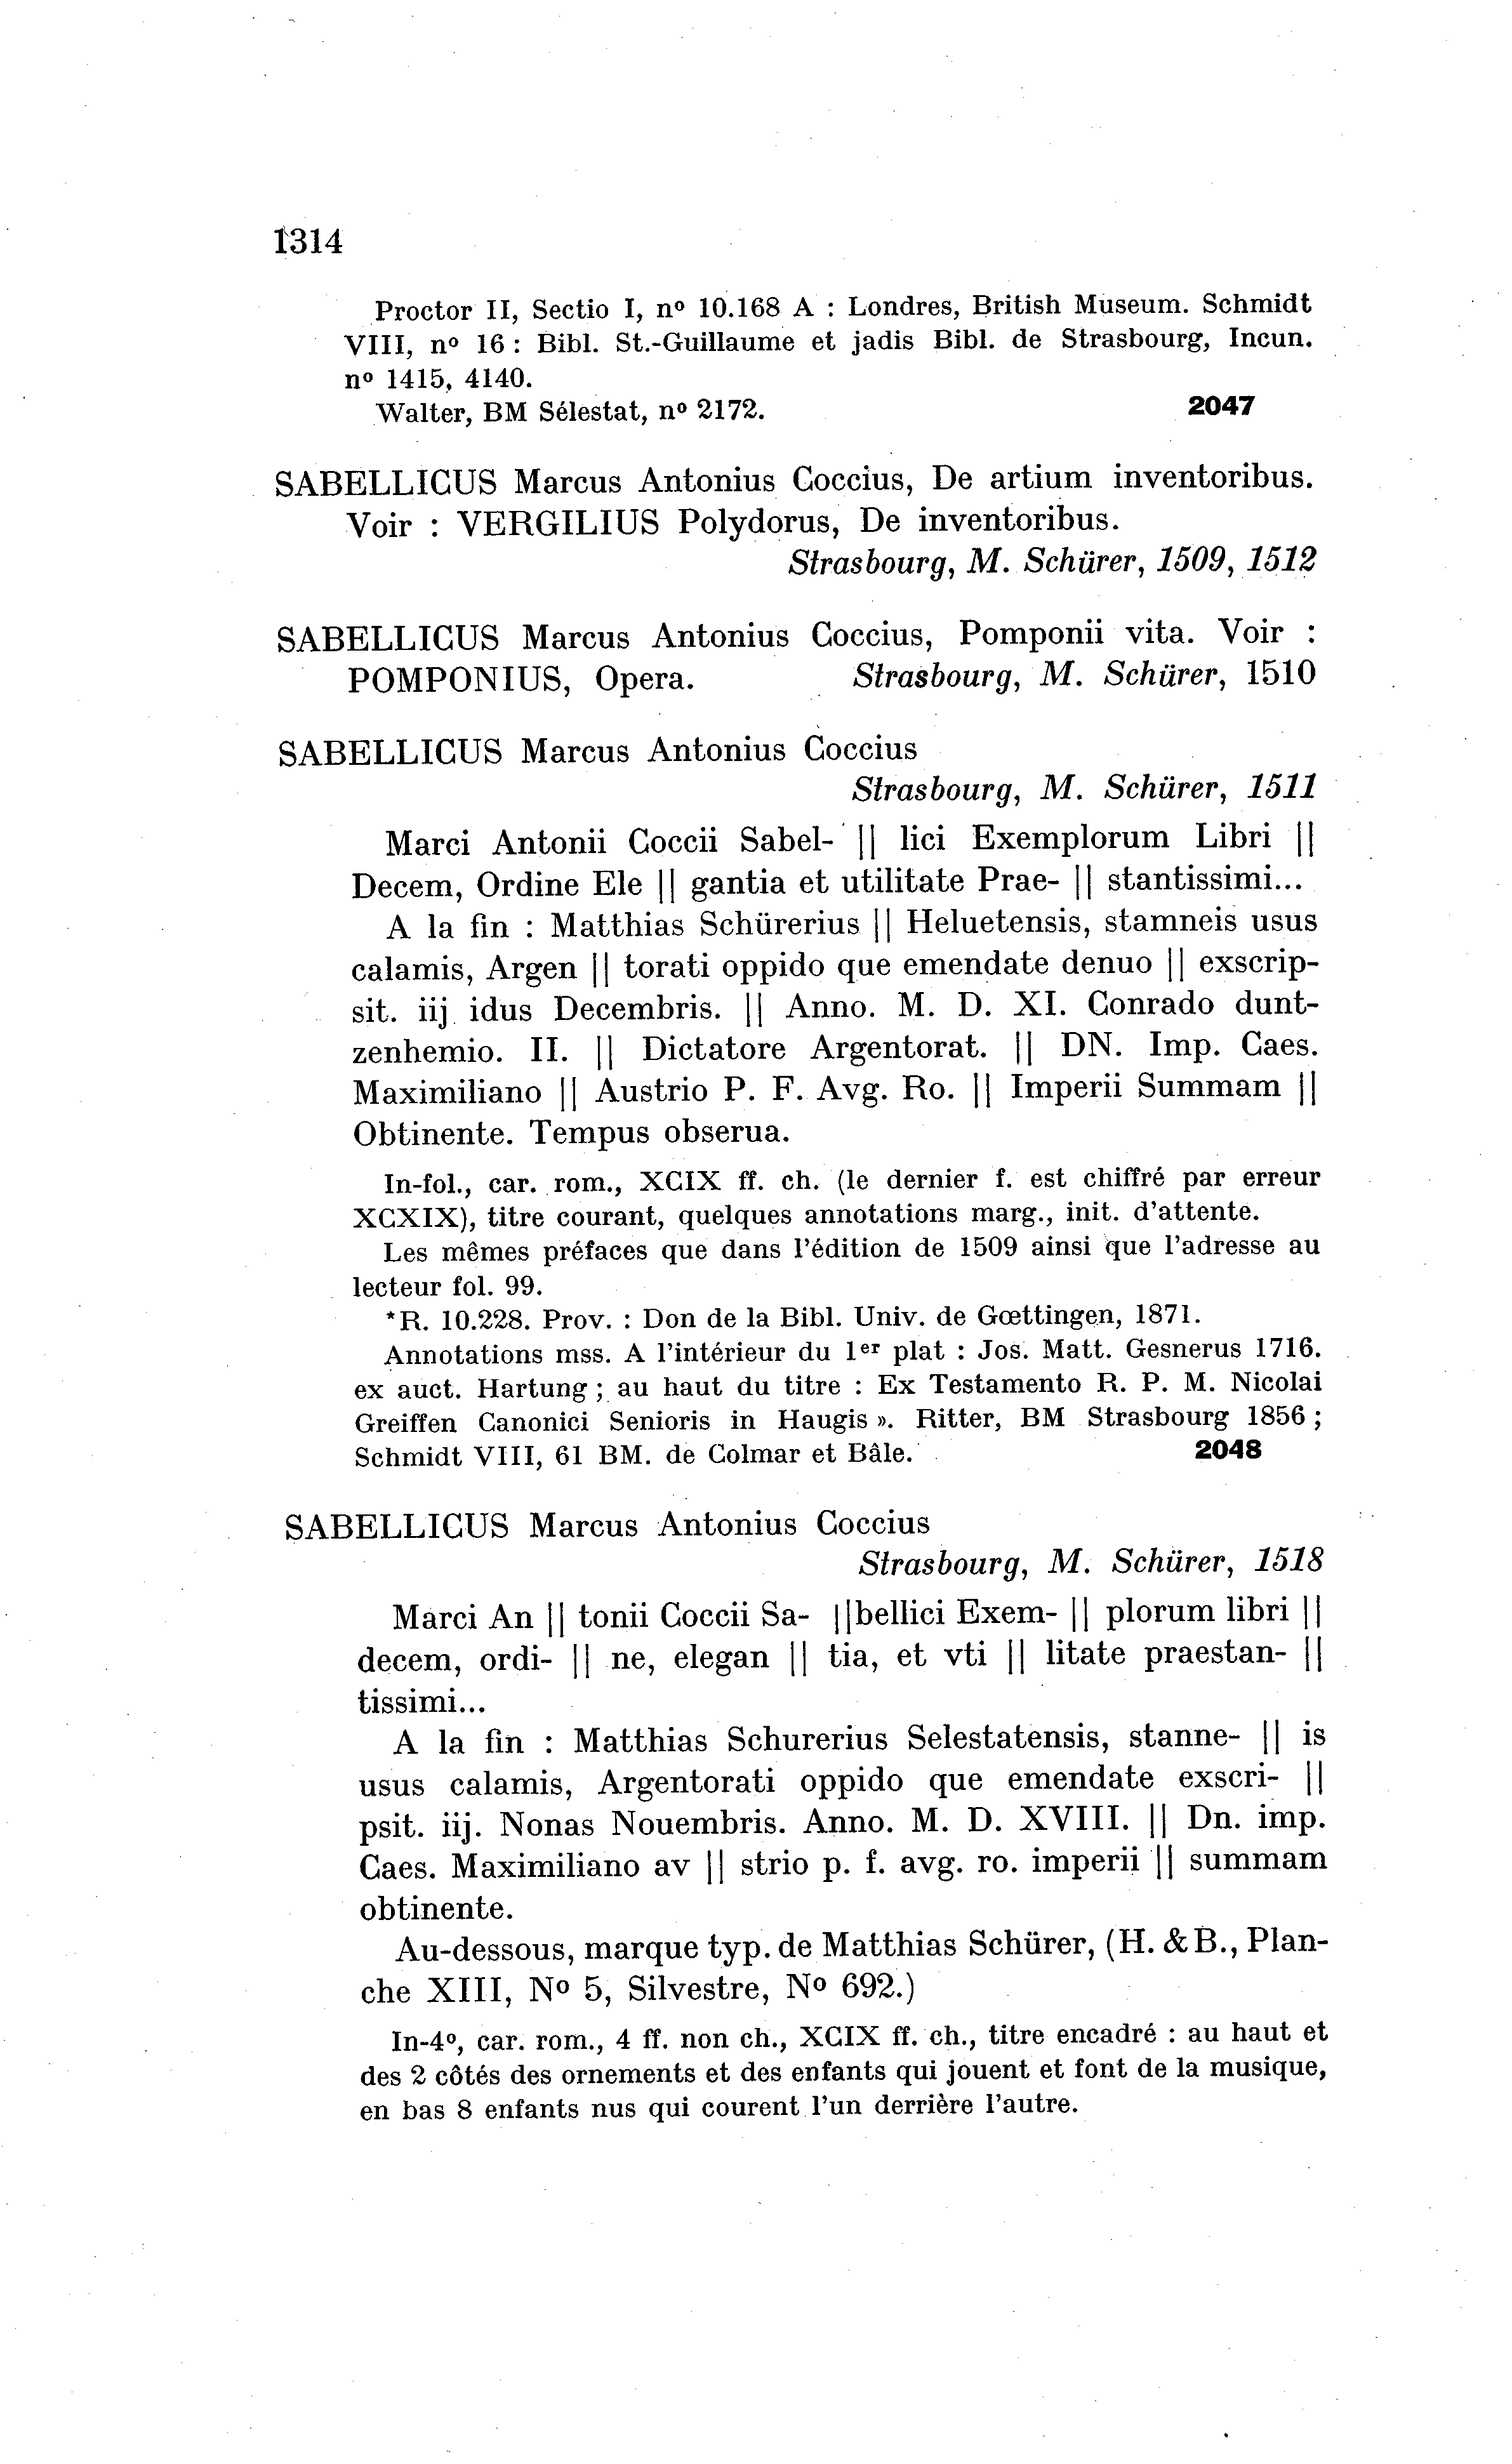 1314
Proctor II, Sectio I, nº 10.168 A : Londres, British Museum. Schmidt
VIII, nº 16 : Bibl. St.-Guillaume et jadis Bibl. de Strasbourg, Incun.
nº 1415, 4140.
Walter, BM Sélestat, nº 2172. 2047
SABELLICUS Marcus Antonius Coccius, De artium inventoribus.
Voir : VERGILIUS Polydorus, De inventoribus.
Strasbourg, M. Schürer, 1509, 1512
SABELLICUS Marcus Antonius Coccius, Pomponii vita. Voir :
POMPONIUS, Opera. Strasbourg, M. Schürer, 1510
SABELLICUS Marcus Antonius Coccius
Strasbourg, M. Schürer, 1511
Marci Antonii Coccii Sabel- || lici Exemplorum Libri ||
Decem, Ordine Ele || gantia et utilitate Prae- || stantissimi...
A la fin : Matthias Schürerius || Heluetensis, stamneis usus
calamis, Argen || torati oppido que emendate denuo || exscrip-
sit. iij idus Decembris. || Anno. M. D. XI. Conrado dunt-
zenhemio. II. || Dictatore Argentorat. || DN. Imp. Caes.
Maximiliano || Austrio P. F. Avg. Ro. || Imperii Summam ||
Obtinente. Tempus obserua.
In-fol., car. rom., XCIX ff. ch. (le dernier f. est chiffré par erreur
XCXIX), titre courant, quelques annotations marg., init. d'attente.
Les mêmes préfaces que dans l'édition de 1509 ainsi que l'adresse au
lecteur fol. 99.
*R. 10.228. Prov. : Don de la Bibl. Univ. de Gœttingen, 1871.
Annotations mss. A l'intérieur du 1er plat : Jos. Matt. Gesnerus 1716.
ex auct. Hartung ; au haut du titre : Ex Testamento R. P. M. Nicolai
Greiffen Canonici Senioris in Haugis ». Ritter, BM Strasbourg 1856 ;
Schmidt VIII, 61 BM. de Colmar et Bâle. 2048
SABELLICUS Marcus Antonius Coccius
Strasbourg, M. Schürer, 1518
Marci An || tonii Coccii Sa- ||bellici Exem- || plorum libri ||
decem, ordi- || ne, elegan || tia, et vti || litate praestan- ||
tissimi...
A la fin : Matthias Schurerius Selestatensis, stanne- || is
usus calamis, Argentorati oppido que emendate exscri- ||
psit. iij. Nonas Nouembris. Anno. M. D. XVIII. || Dn. imp.
Caes. Maximiliano av || strio p. f. avg. ro. imperii || summam
obtinente.
Au-dessous, marque typ. de Matthias Schürer, (H. & B., Plan-
che XIII, Nº 5, Silvestre, Nº 692.)
In-4º, car. rom., 4 ff. non ch., XCIX ff. ch., titre encadré : au haut et
des 2 côtés des ornements et des enfants qui jouent et font de la musique,
en bas 8 enfants nus qui courent l'un derrière l'autre.